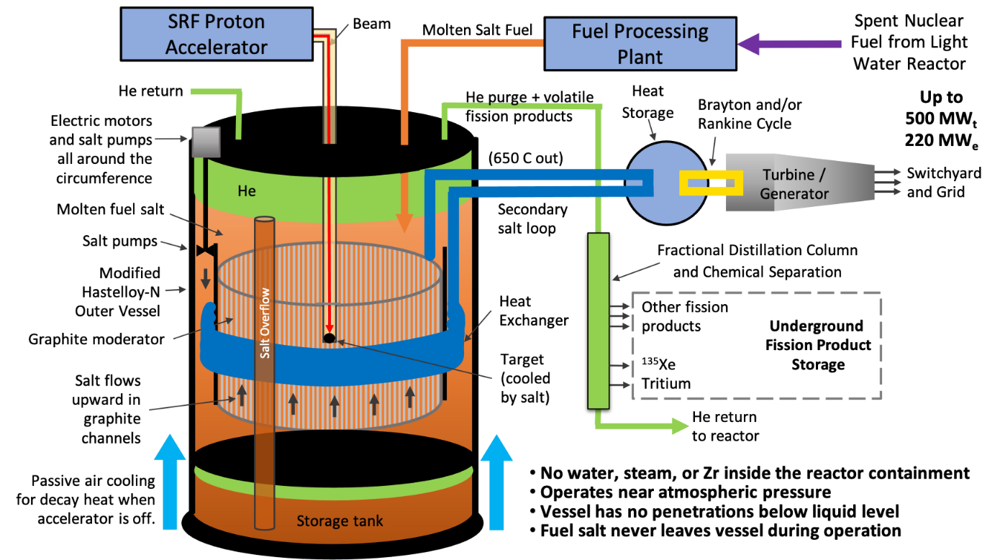 SRF Proton
Accelerator
Beam
Molten Salt Fuel
Fuel Processing
Plant
Spent Nuclear
Fuel from Light
Water Reactor
He return
He purge + volatile
fission products
Heat
Storage
Brayton and/or
Rankine Cycle
Up to
500 MWt
220 MWe
Electric motors
and salt pumps
all around the
circumference
(650 C out)
Turbine /
Generator
Switchyard
and Grid
He
Molten fuel salt
Secondary
salt loop
Salt pumps
Fractional Distillation Column
and Chemical Separation
Modified
Hastelloy-N
Outer Vessel
Salt Overflow
Heat
Exchanger
Other fission
products
Underground
Fission Product
Storage
Graphite moderator
Target
(cooled
by salt)
¹³⁵Xe
Tritium
Salt flows
upward in
graphite
channels
He return
to reactor
Passive air cooling
for decay heat when
accelerator is off.
Storage tank
• No water, steam, or Zr inside the reactor containment
• Operates near atmospheric pressure
• Vessel has no penetrations below liquid level
• Fuel salt never leaves vessel during operation